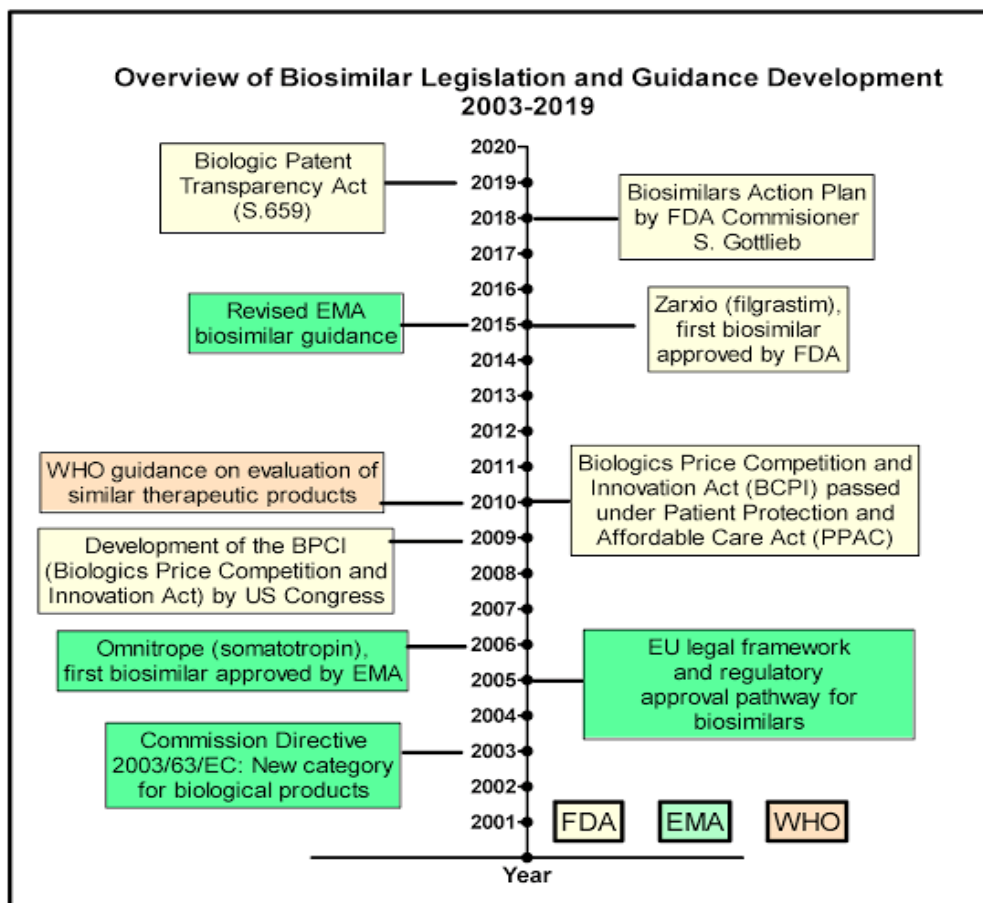 Overview of Biosimilar Legislation and Guidance Development
2003-2019
2020
Biologic Patent
Transparency Act
(S.659)
2019
Biosimilars Action Plan
by FDA Commisioner
S. Gottlieb
2018
2017
2016
Revised EMA
biosimilar guidance
2015
Zarxio (filgrastim),
first biosimilar
approved by FDA
2014
2013
2012
2011
WHO guidance on evaluation of
similar therapeutic products
2010
Biologics Price Competition and
Innovation Act (BCPI) passed
under Patient Protection and
Affordable Care Act (PPAC)
2009
Development of the BPCI
(Biologics Price Competition and
Innovation Act) by US Congress
2008
2007
2006
Omnitrope (somatotropin),
first biosimilar approved by EMA
2005
EU legal framework
and regulatory
approval pathway for
biosimilars
2004
Commission Directive
2003/63/EC: New category
for biological products
2003
2002
2001
FDA
EMA
WHO
Year